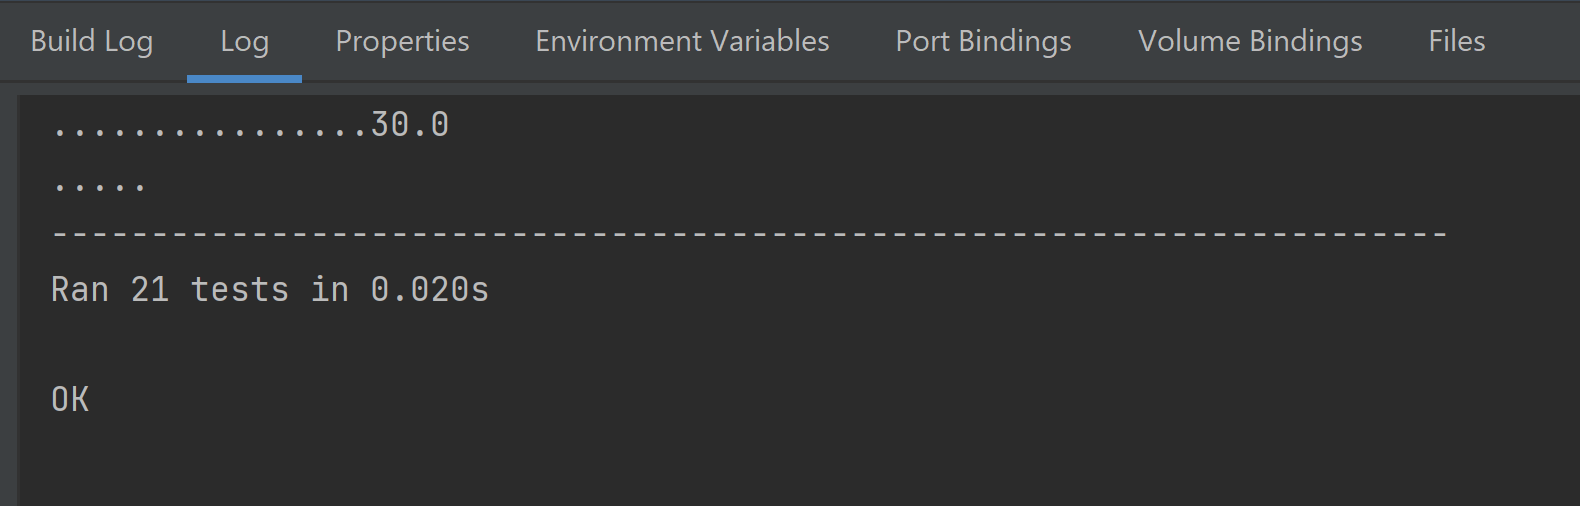 Build Log Log Properties Environment Variables Port Bindings Volume Bindings Files
................30.0
.....
----------------------------------------------------------------------
Ran 21 tests in 0.020s
OK